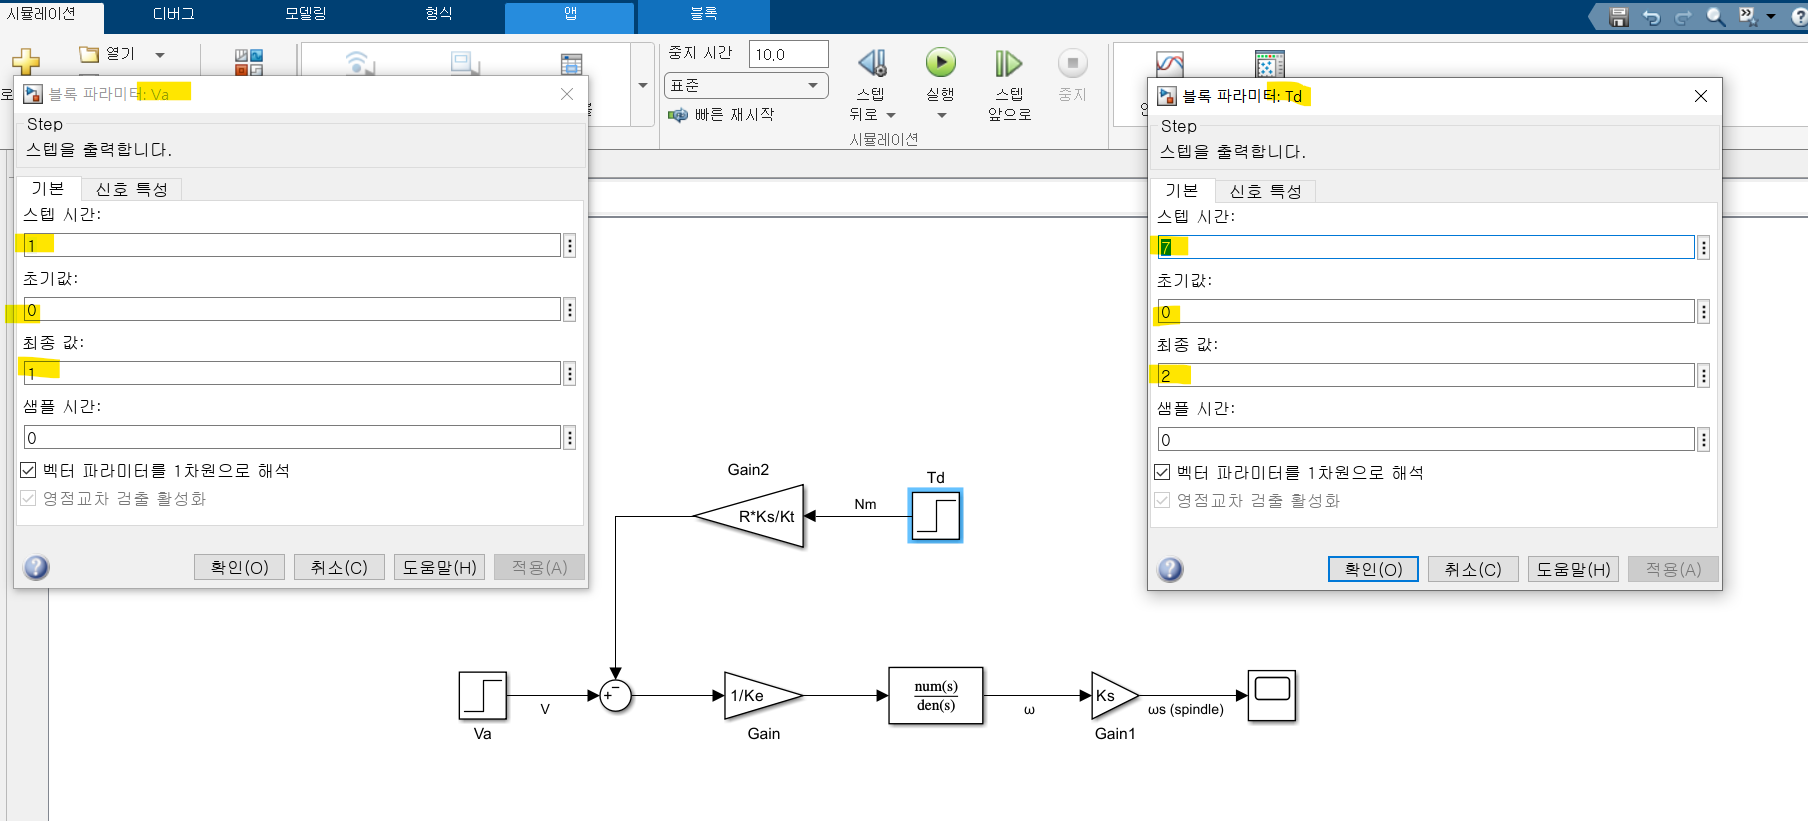 시뮬레이션 디버그 모델링 형식 앱 블록
열기
중지 시간 10.0
표준
빠른 재시작
스텝
뒤로
실행
스텝
앞으로
중지
시뮬레이션
블록 파라미터: Va
Step
스텝을 출력합니다.
기본 신호 특성
스텝 시간:
1
초기값:
0
최종 값:
1
샘플 시간:
0
벡터 파라미터를 1차원으로 해석
영점교차 검출 활성화
확인(O) 취소(C) 도움말(H) 적용(A)
블록 파라미터: Td
Step
스텝을 출력합니다.
기본 신호 특성
스텝 시간:
7
초기값:
0
최종 값:
2
샘플 시간:
0
벡터 파라미터를 1차원으로 해석
영점교차 검출 활성화
확인(O) 취소(C) 도움말(H) 적용(A)
Gain2
R*Ks/Kt
Nm
Td
Va
V
+ −
1/Ke
Gain
num(s)
den(s)
ω
Ks
Gain1
ωs (spindle)